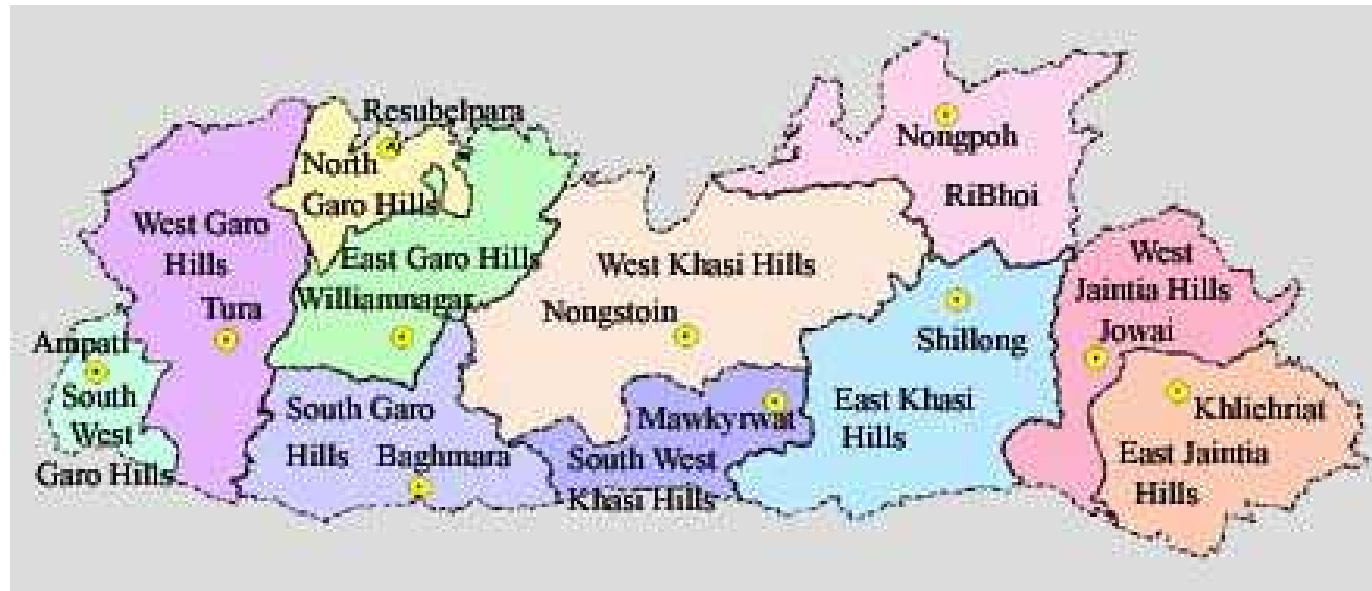 Resubelpara
North
Garo Hills
Nongpoh
RiBhoi
West Garo
Hills
Tura
East Garo Hills
Williamnagar
West Khasi Hills
Nongstoin
West
Jaintia Hills
Jowai
Shillong
Ampati
South
West
Garo Hills
South Garo
Hills
Baghmara
Mawkyrwat
South West
Khasi Hills
East Khasi
Hills
Khliehriat
East Jaintia
Hills